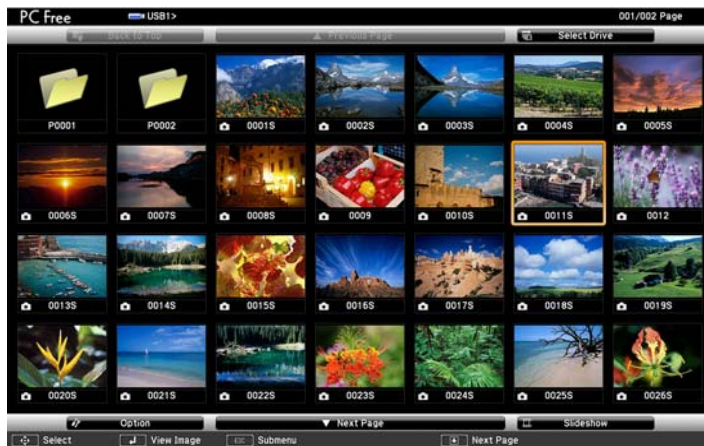 PC Free USB1> 001/002 Page
Back to Top ▲ Previous Page Select Drive
P0001 P0002 0001S 0002S 0003S 0004S 0005S
0006S 0007S 0008S 0009 0010S 0011S 0012
0013S 0014S 0015S 0016S 0017S 0018S 0019S
0020S 0021S 0022S 0023S 0024S 0025S 0026S
Option ▼ Next Page Slideshow
Select View Image ESC Submenu Next Page